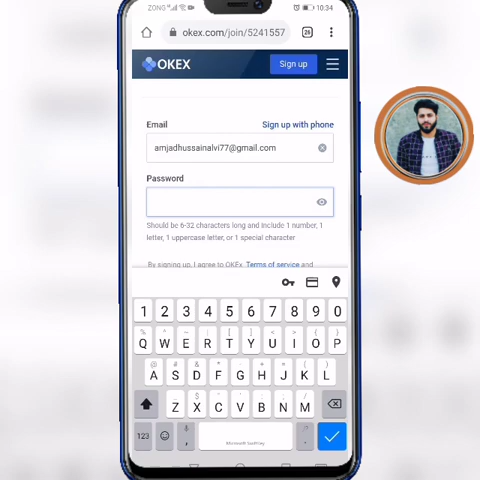 ZONG 10:34
okex.com/join/5241557 26
OKEX Sign up
Email Sign up with phone
amjadhussainalvi77@gmail.com
Password
Should be 6-32 characters long and include 1 number, 1
letter, 1 uppercase letter, or 1 special character
By signing up, I agree to OKEx Terms of service and
1 2 3 4 5 6 7 8 9 0
Q W E R T Y U I O P
A S D F G H J K L
Z X C V B N M
123 Microsoft SwiftKey